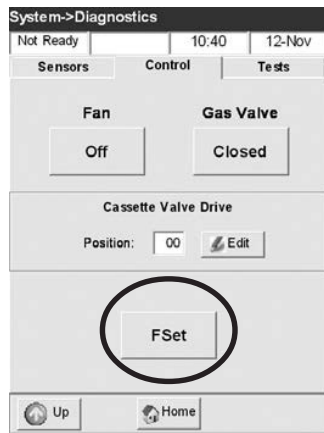 System->Diagnostics
Not Ready 10:40 12-Nov
Sensors Control Tests
Fan Gas Valve
Off Closed
Cassette Valve Drive
Position: 00 Edit
FSet
Up Home